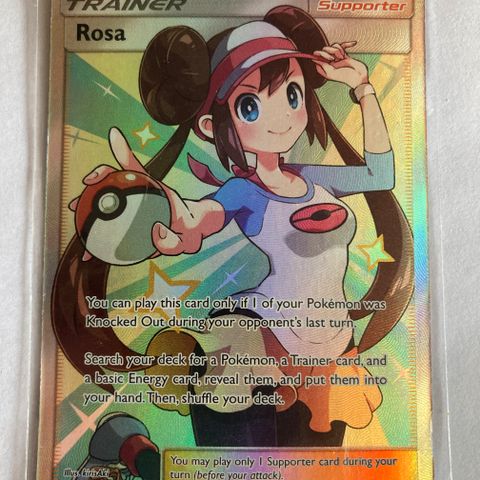 TRAINER
Supporter
Rosa
You can play this card only if 1 of your Pokémon was
Knocked Out during your opponent's last turn.
Search your deck for a Pokémon, a Trainer card, and
a basic Energy card, reveal them, and put them into
your hand. Then, shuffle your deck.
Illus. kirisAki
You may play only 1 Supporter card during your
turn (before your attack).